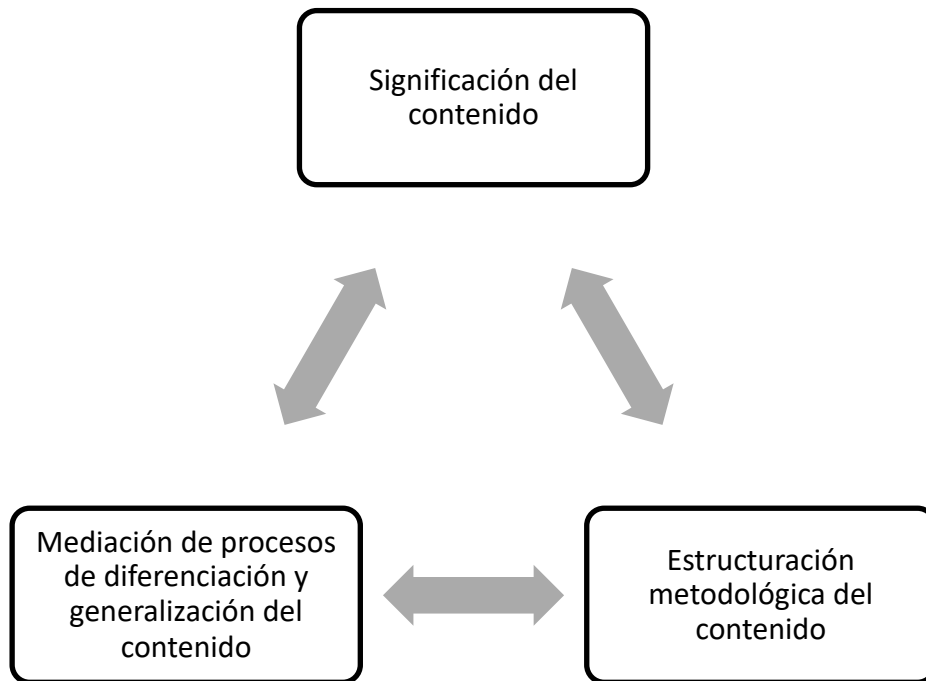 Significación del
contenido
Mediación de procesos
de diferenciación y
generalización del
contenido
Estructuración
metodológica del
contenido